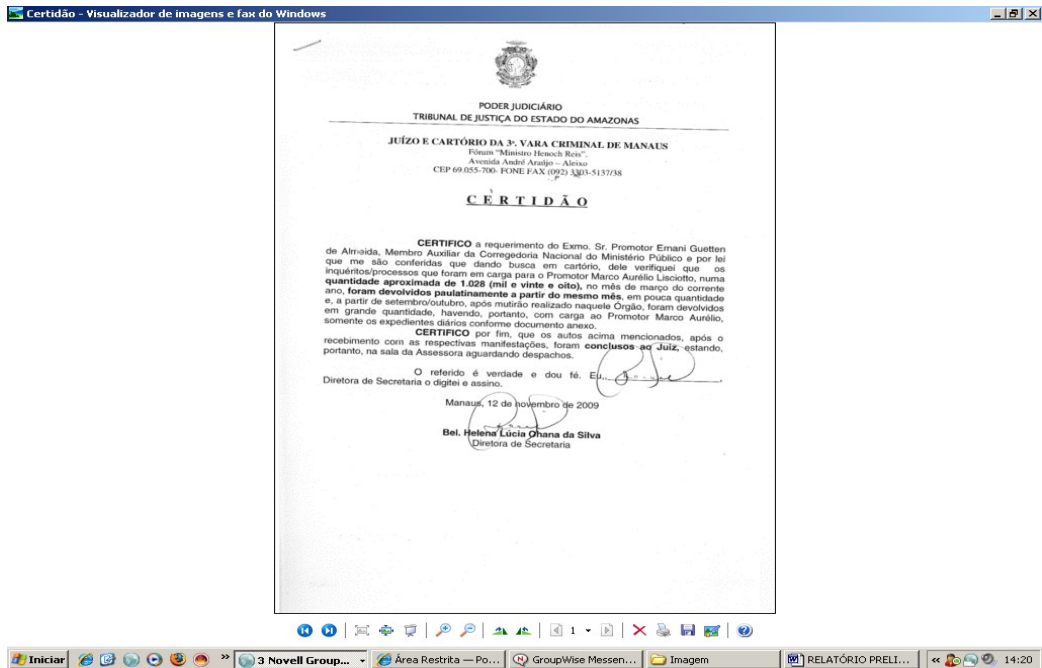 Certidão - Visualizador de imagens e fax do Windows
PODER JUDICIÁRIO
TRIBUNAL DE JUSTIÇA DO ESTADO DO AMAZONAS
JUÍZO E CARTÓRIO DA 3ª. VARA CRIMINAL DE MANAUS
Fórum "Ministro Henoch Reis".
Avenida André Araújo – Aleixo
CEP 69.055-700- FONE FAX (092) 3303-5137/38
CERTIDÃO
CERTIFICO a requerimento do Exmo. Sr. Promotor Ernani Guetten
de Almeida, Membro Auxiliar da Corregedoria Nacional do Ministério Público e por lei
que me são conferidas que dando busca em cartório, dele verifiquei que os
inquéritos/processos que foram em carga para o Promotor Marco Aurélio Lisciotto, numa
quantidade aproximada de 1.028 (mil e vinte e oito), no mês de março do corrente
ano, foram devolvidos paulatinamente a partir do mesmo mês, em pouca quantidade
e, a partir de setembro/outubro, após mutirão realizado naquele Órgão, foram devolvidos
em grande quantidade, havendo, portanto, com carga ao Promotor Marco Aurélio,
somente os expedientes diários conforme documento anexo.
CERTIFICO por fim, que os autos acima mencionados, após o
recebimento com as respectivas manifestações, foram conclusos ao Juiz, estando,
portanto, na sala da Assessora aguardando despachos.
O referido é verdade e dou fé. Eu,
Diretora de Secretaria o digitei e assino.
Manaus, 12 de novembro de 2009
Bel. Helena Lúcia Ohana da Silva
Diretora de Secretaria
1
Iniciar
3 Novell Group...
Área Restrita — Po...
GroupWise Messen...
Imagem
RELATÓRIO PRELI...
14:20